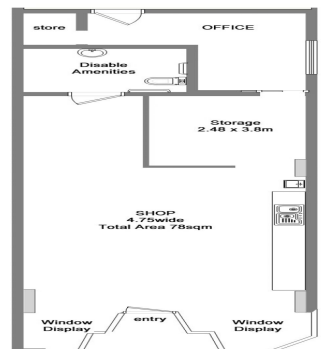 store
OFFICE
Disable
Amenities
Storage
2.48 x 3.8m
SHOP
4.75wide
Total Area 78sqm
entry
Window
Display
Window
Display